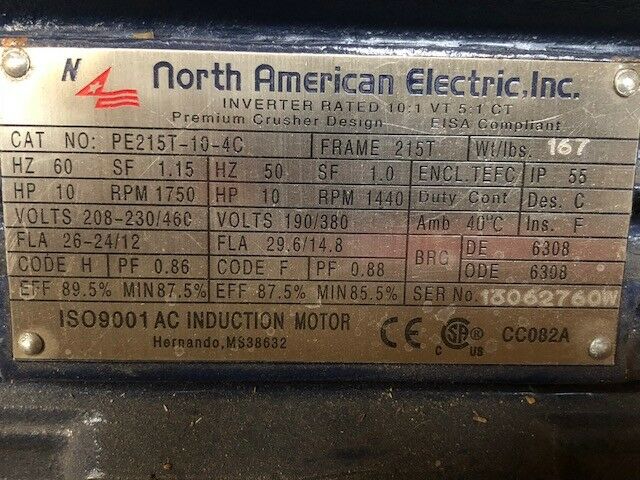 N
North American Electric, Inc.
INVERTER RATED 10:1 VT 5:1 CT
Premium Crusher Design EISA Compliant
CAT NO: PE215T-10-4C FRAME 215T Wt/lbs. 167
HZ 60 SF 1.15 HZ 50 SF 1.0 ENCL.TEFC IP 55
HP 10 RPM 1750 HP 10 RPM 1440 Duty Cont Des. C
VOLTS 208-230/460 VOLTS 190/380 Amb 40°C Ins. F
FLA 26-24/12 FLA 29.6/14.8 BRG DE 6308
CODE H PF 0.86 CODE F PF 0.88 ODE 6308
EFF 89.5% MIN87.5% EFF 87.5% MIN85.5% SER No. 13062760W
ISO9001 AC INDUCTION MOTOR
Hernando, MS38632
CE C SA ® C US CC082A